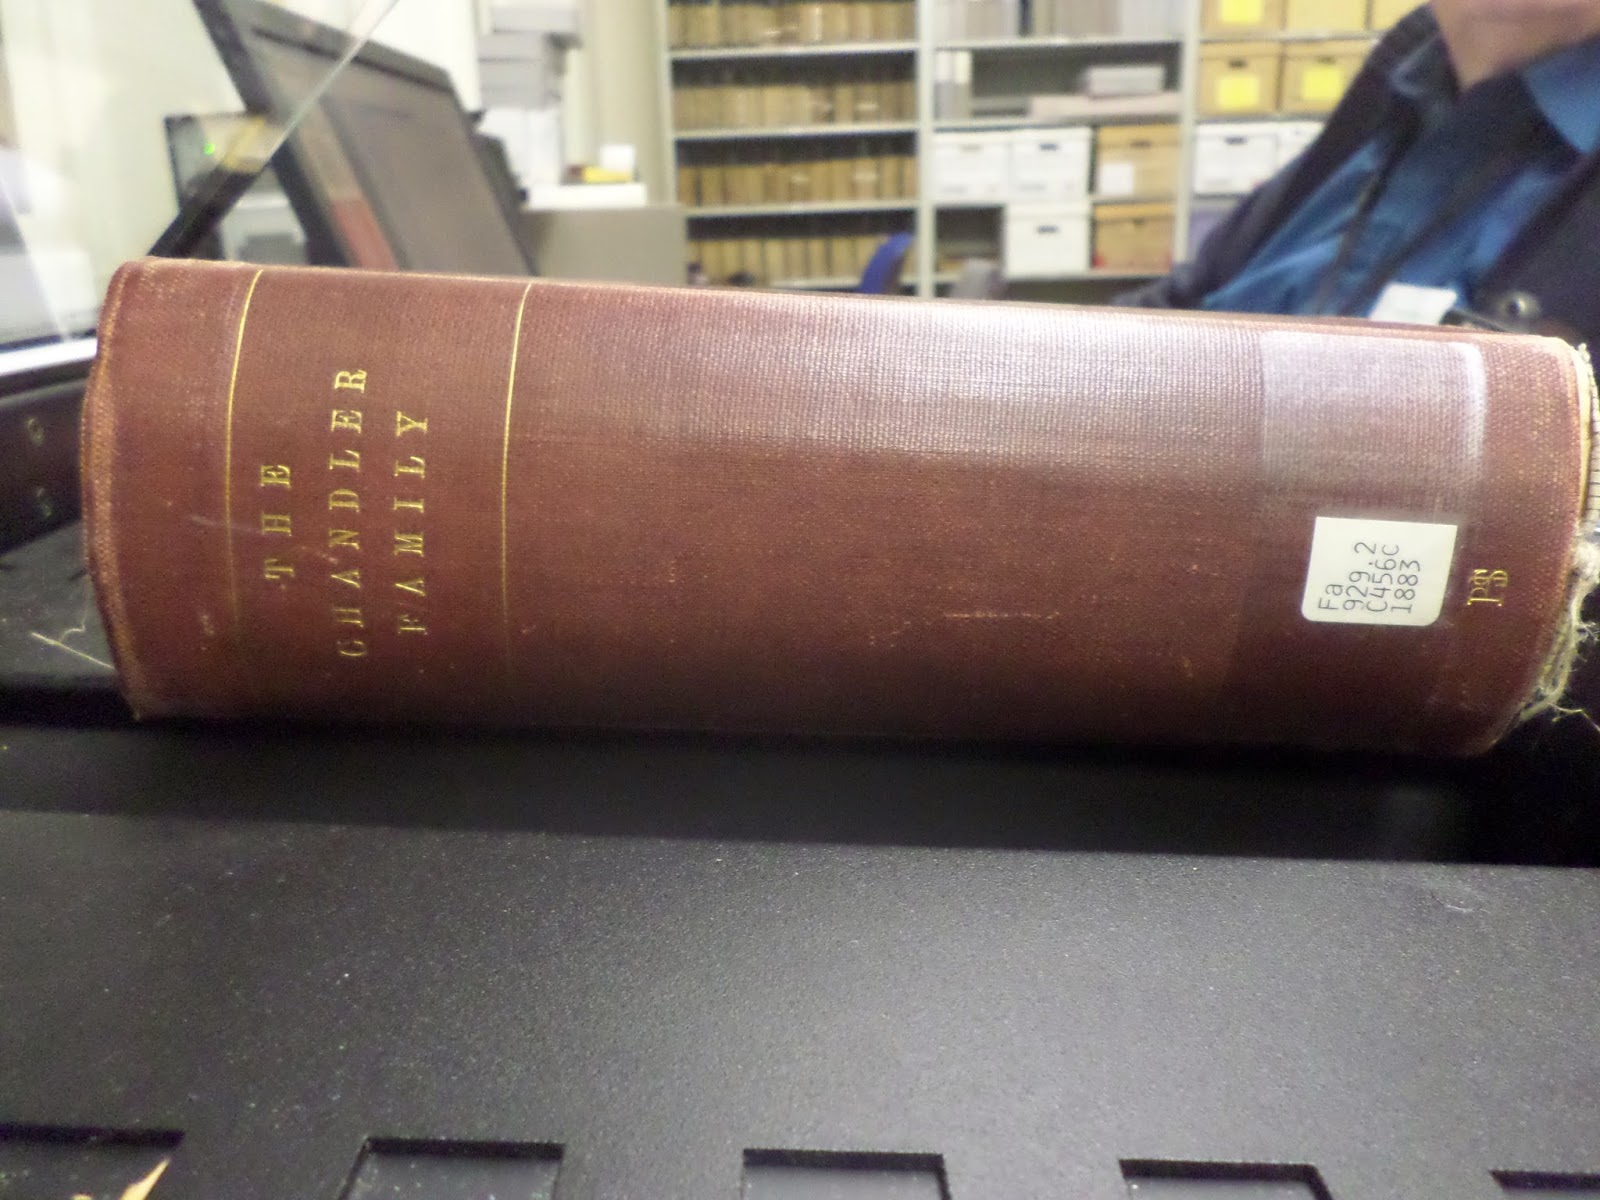 THE
CHANDLER
FAMILY
Fa
929.2
C456c
1883